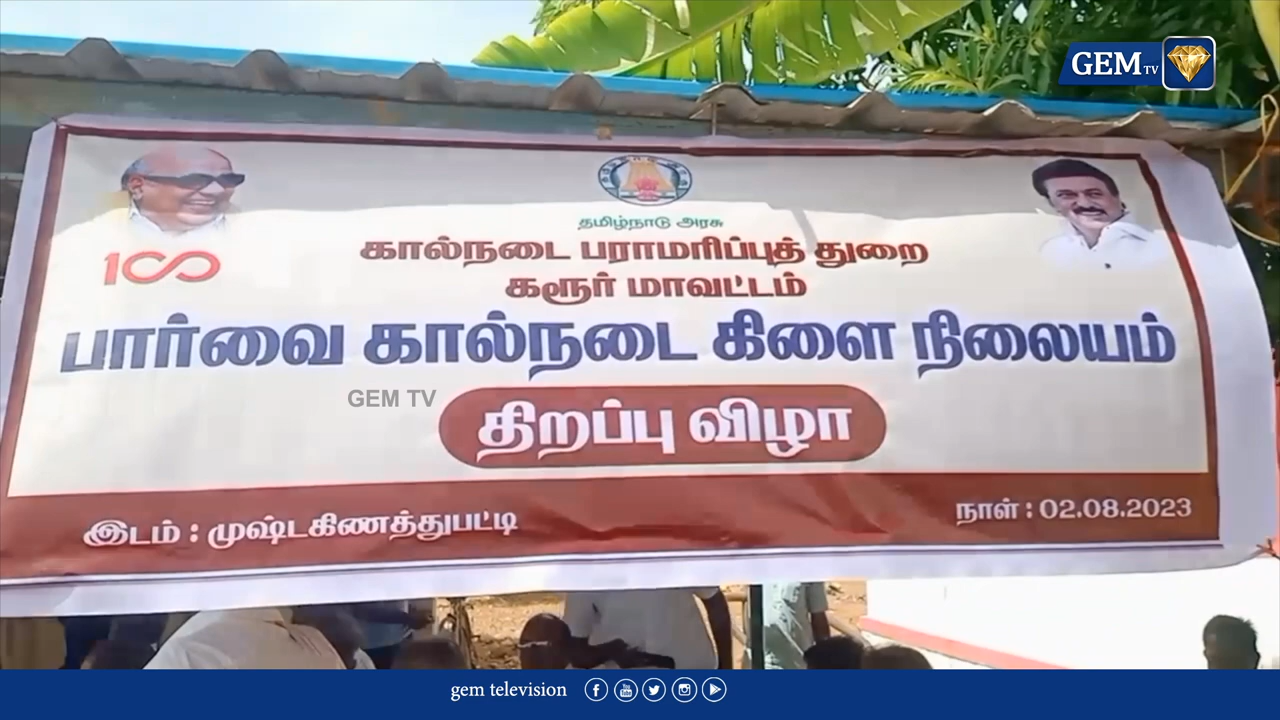 GEM TV
தமிழ்நாடு அரசு
100
கால்நடை பராமரிப்புத் துறை
கரூர் மாவட்டம்
பார்வை கால்நடை கிளை நிலையம்
GEM TV
திறப்பு விழா
இடம் : முஷ்டகிணத்துபட்டி
நாள் : 02.08.2023
gem television